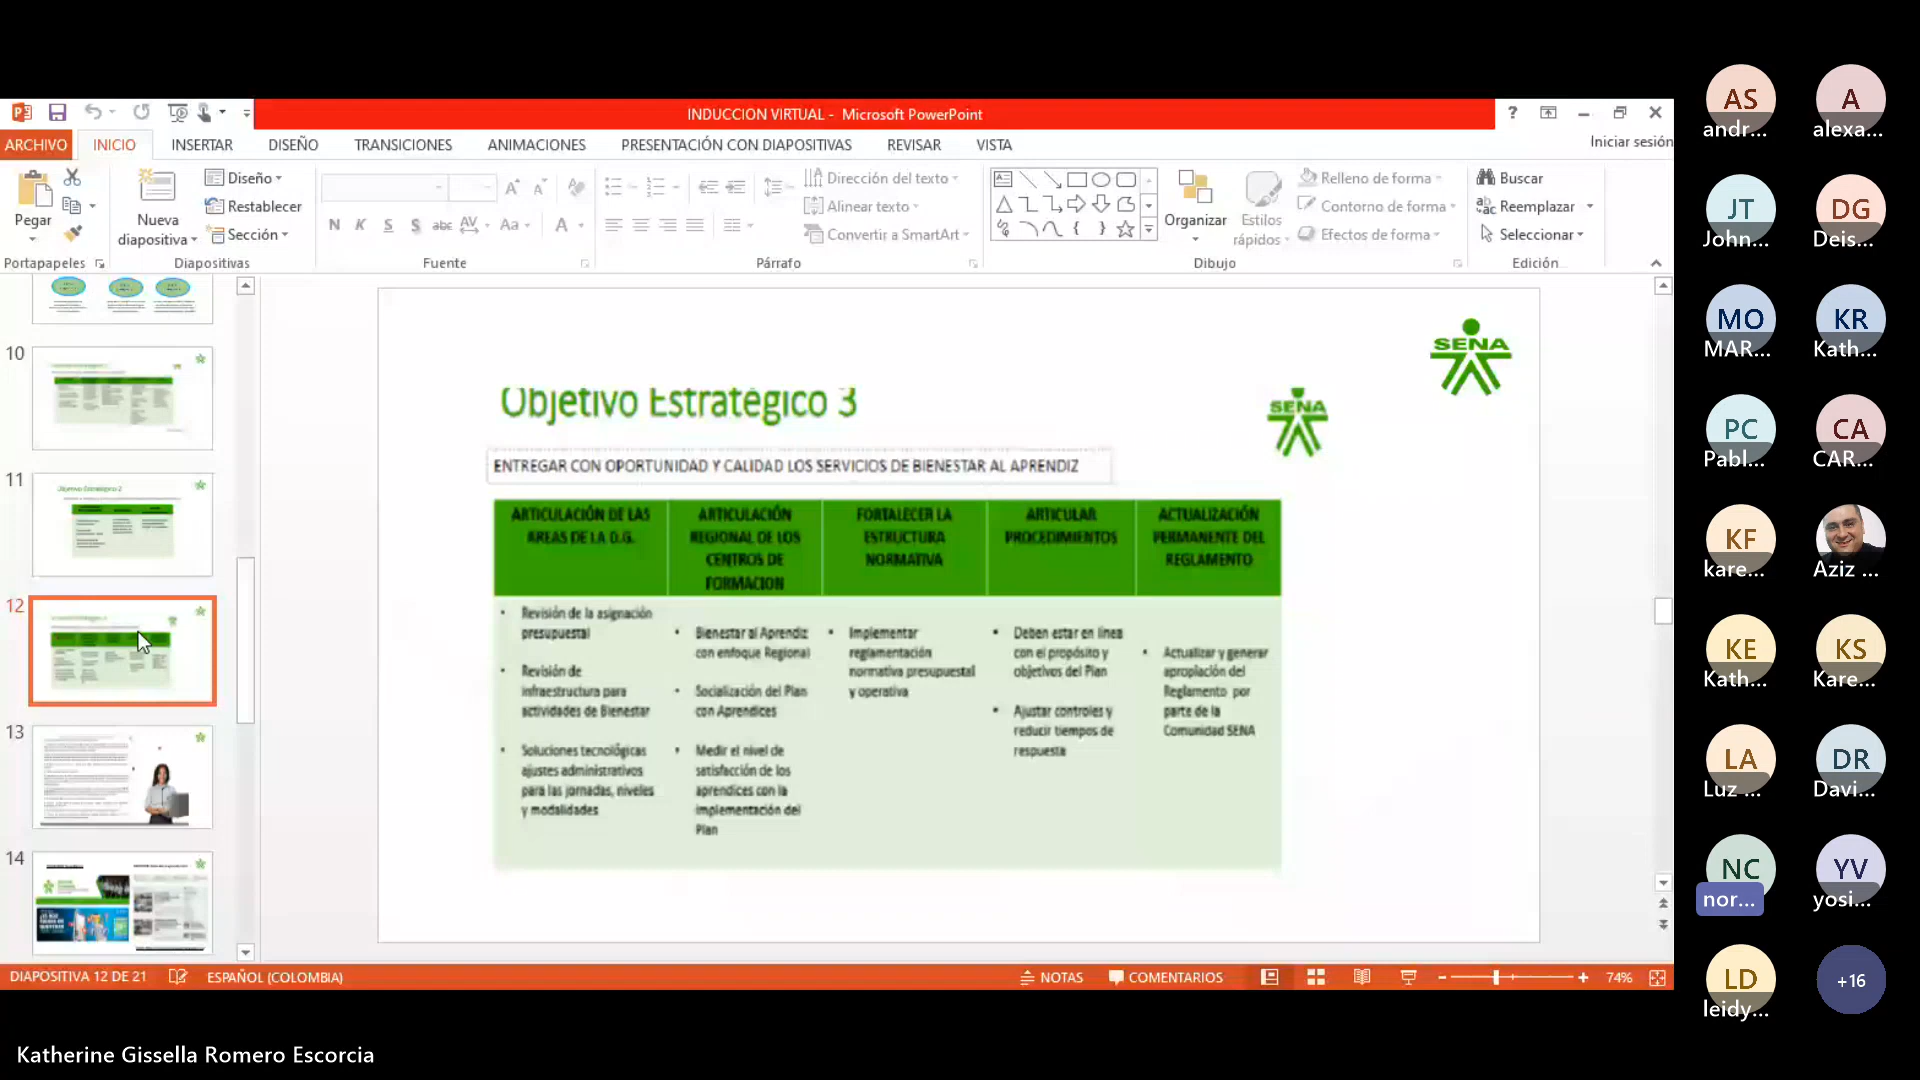 INDUCCION VIRTUAL - Microsoft PowerPoint
ARCHIVO INICIO INSERTAR DISEÑO TRANSICIONES ANIMACIONES PRESENTACIÓN CON DIAPOSITIVAS REVISAR VISTA Iniciar sesión
Pegar
Portapapeles
Nueva
diapositiva
Diseño
Restablecer
Sección
Diapositivas
N K S S abc AV Aa A
Fuente
Dirección del texto
Alinear texto
Convertir a SmartArt
Párrafo
Organizar
Estilos
rápidos
Relleno de forma
Contorno de forma
Efectos de forma
Dibujo
Buscar
Reemplazar
Seleccionar
Edición
10
11
Objetivo Estratégico 2
12
13
14
SENA
SENA
Objetivo Estratégico 3
ENTREGAR CON OPORTUNIDAD Y CALIDAD LOS SERVICIOS DE BIENESTAR AL APRENDIZ
ARTICULACIÓN DE LAS
AREAS DE LA D.G.
• Revisión de la asignación
presupuestal
• Revisión de
infraestructura para
actividades de Bienestar
• Soluciones tecnológicas
ajustes administrativos
para las jornadas, niveles
y modalidades
ARTICULACIÓN
REGIONAL DE LOS
CENTROS DE
FORMACION
• Bienestar al Aprendiz
con enfoque Regional
• Socialización del Plan
con Aprendices
• Medir el nivel de
satisfacción de los
aprendices con la
implementación del
Plan
FORTALECER LA
ESTRUCTURA
NORMATIVA
• Implementar
reglamentación
normativa presupuestal
y operativa
ARTICULAR
PROCEDIMIENTOS
• Deben estar en línea
con el propósito y
objetivos del Plan
• Ajustar controles y
reducir tiempos de
respuesta
ACTUALIZACIÓN
PERMANENTE DEL
REGLAMENTO
• Actualizar y generar
apropiación del
Reglamento por
parte de la
Comunidad SENA
DIAPOSITIVA 12 DE 21 ESPAÑOL (COLOMBIA) NOTAS COMENTARIOS 74%
AS
andr...
A
alexa...
JT
John...
DG
Deis...
MO
MAR...
KR
Kath...
PC
Pabl...
CA
CAR...
KF
kare...
Aziz ...
KE
Kath...
KS
Kare...
LA
Luz ...
DR
Davi...
NC
nor...
YV
yosi...
LD
leidy...
+16
Katherine Gissella Romero Escorcia